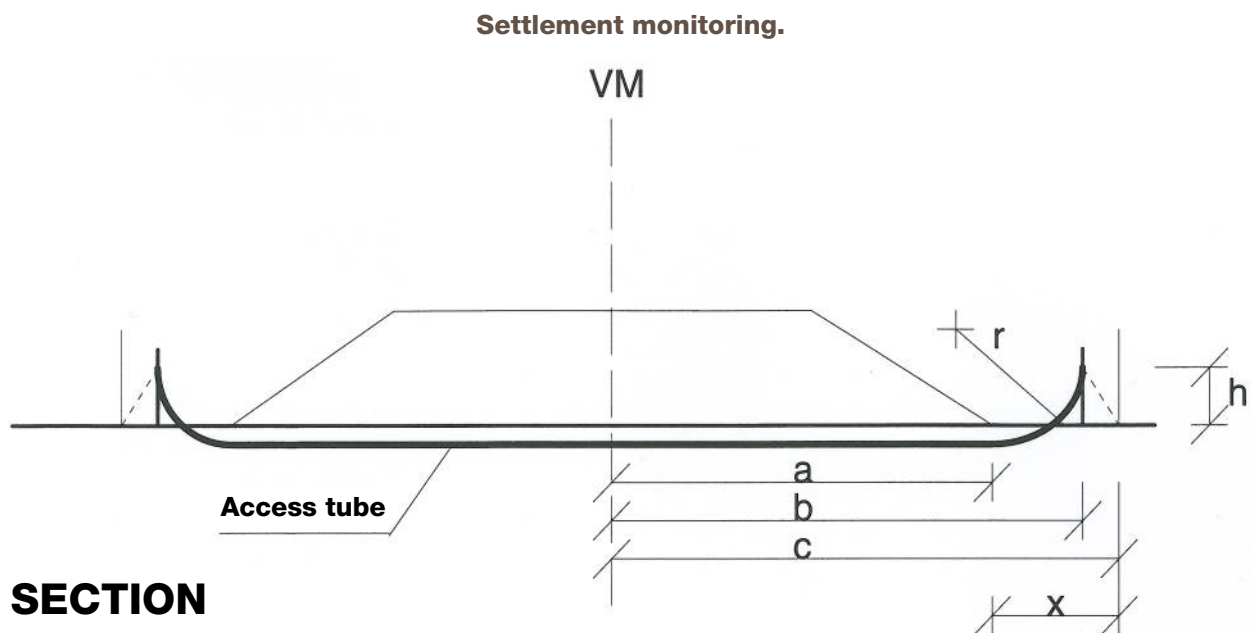 Settlement monitoring.
VM
r
h
a
Access tube
b
c
SECTION
x